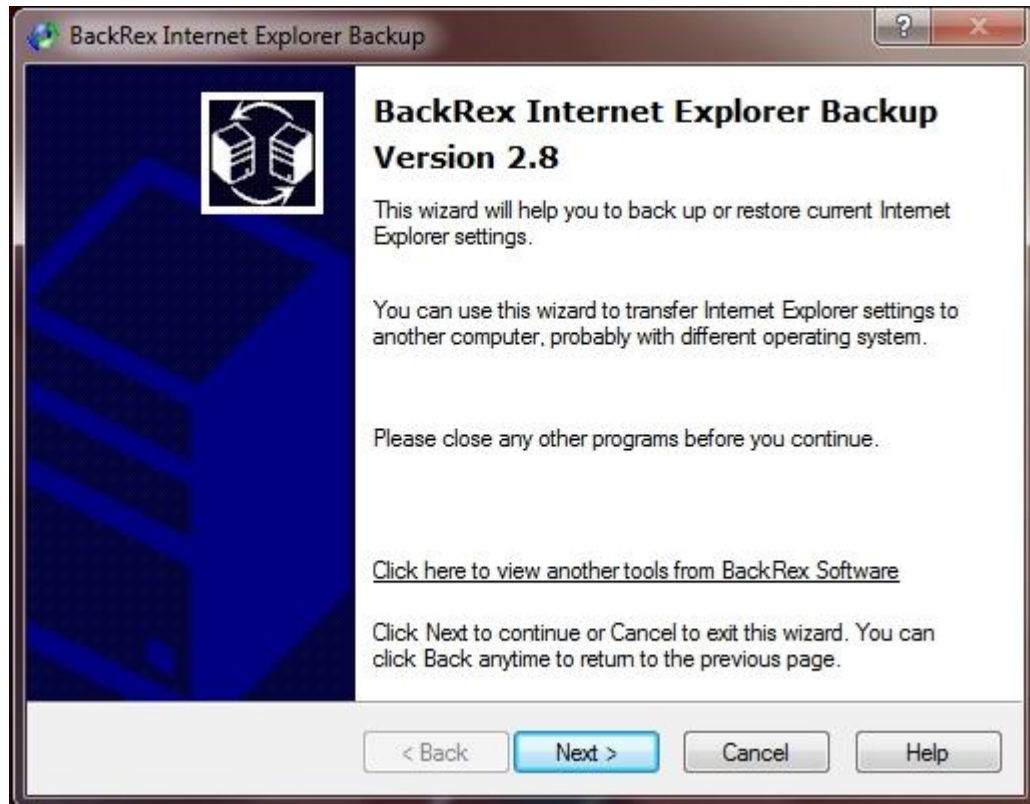 BackRex Internet Explorer Backup
?
BackRex Internet Explorer Backup
Version 2.8
This wizard will help you to back up or restore current Internet
Explorer settings.
You can use this wizard to transfer Internet Explorer settings to
another computer, probably with different operating system.
Please close any other programs before you continue.
Click here to view another tools from BackRex Software
Click Next to continue or Cancel to exit this wizard. You can
click Back anytime to return to the previous page.
< Back Next > Cancel Help